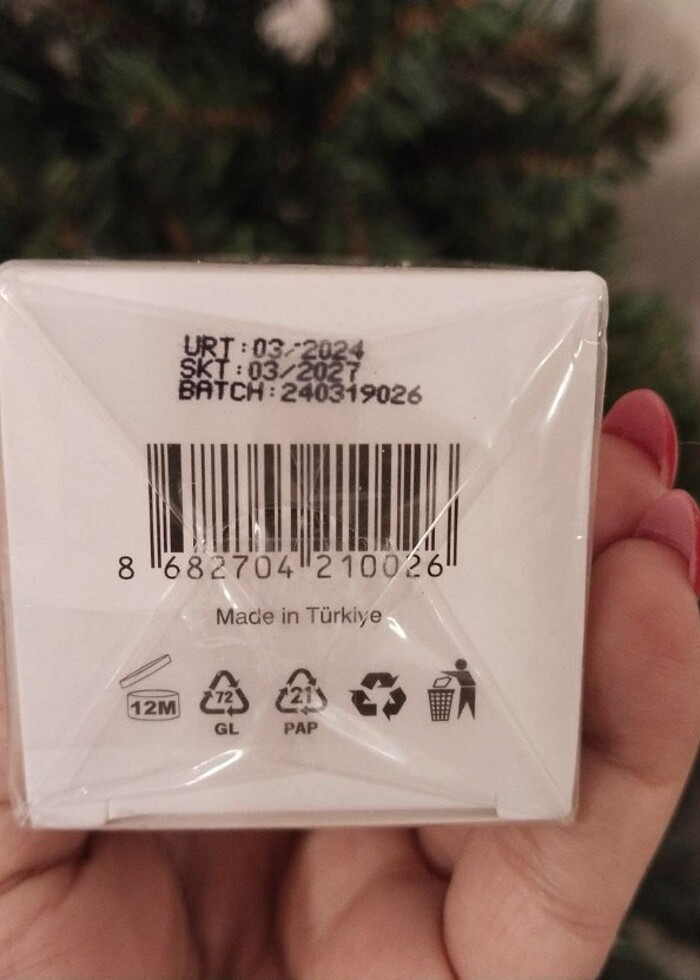 URT:03/2024
SKT:03/2027
BATCH:240319026
8 682704 210026
Made in Türkiye
12M 72 21
GL PAP